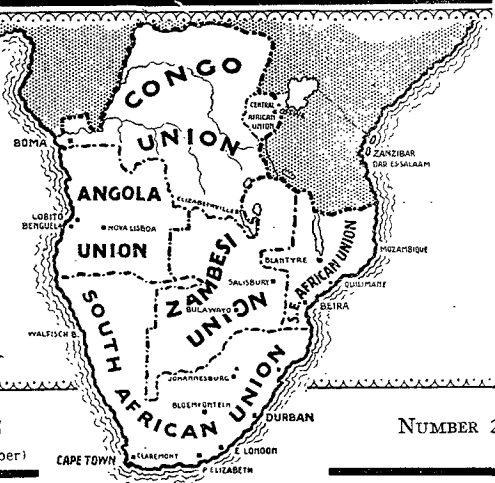 CONGO
UNION
CENTRAL
AFRICAN
UNION
BOMA
ZANZIBAR
DAR ES SALAAM
ANGOLA
UNION
ELIZABETHVILLE
LOBITO
BENGUELA
NOVA LISBOA
ZAMBESI
UNION
BLANTYRE
S.E. AFRICAN UNION
MOZAMBIQUE
QUILIMANE
SALISBURY
BEIRA
BULAWAYO
SOUTH AFRICAN UNION
WALFISCH B.
JOHANNESBURG
BLOEMFONTEIN
DURBAN
E LONDON
P ELIZABETH
CAPE TOWN
CLAREMONT
NUMBER 2
ber)